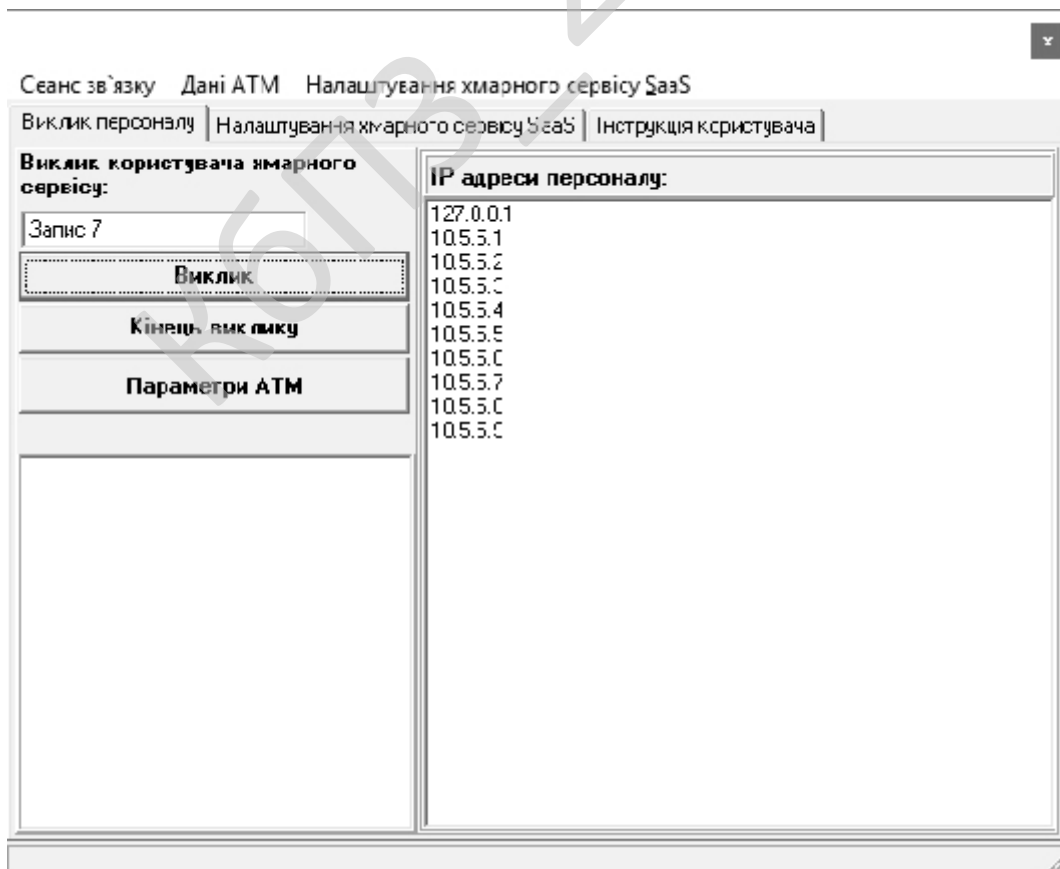 Сеанс зв`язку Дані АТМ Налаштування хмарного сервісу SaaS
Виклик персоналу Налаштування хмарного сервісу SaaS Інструкція користувача
Виклик користувача хмарного
сервісу:
Запис 7
Виклик
Кінець виклику
Параметри АТМ
IP адреси персоналу:
127.0.0.1
10.5.5.1
10.5.5.2
10.5.5.4
10.5.5.5
10.5.5.7